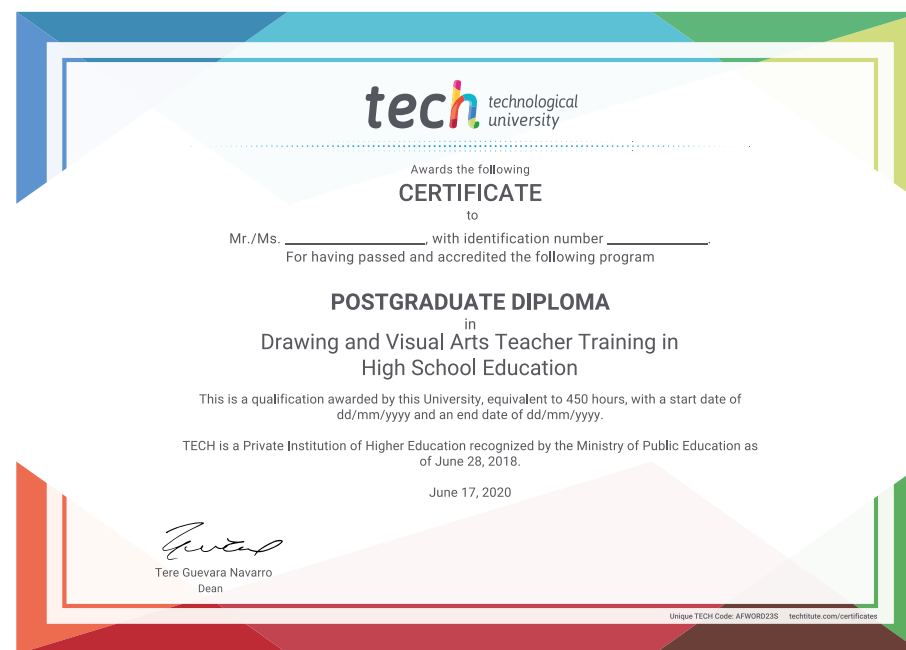 tech technological
university
Awards the following
CERTIFICATE
to
Mr./Ms. ____________________, with identification number ______________.
For having passed and accredited the following program
POSTGRADUATE DIPLOMA
in
Drawing and Visual Arts Teacher Training in
High School Education
This is a qualification awarded by this University, equivalent to 450 hours, with a start date of
dd/mm/yyyy and an end date of dd/mm/yyyy.
TECH is a Private Institution of Higher Education recognized by the Ministry of Public Education as
of June 28, 2018.
June 17, 2020
Tere Guevara Navarro
Dean
Unique TECH Code: AFWORD23S techtitute.com/certificates